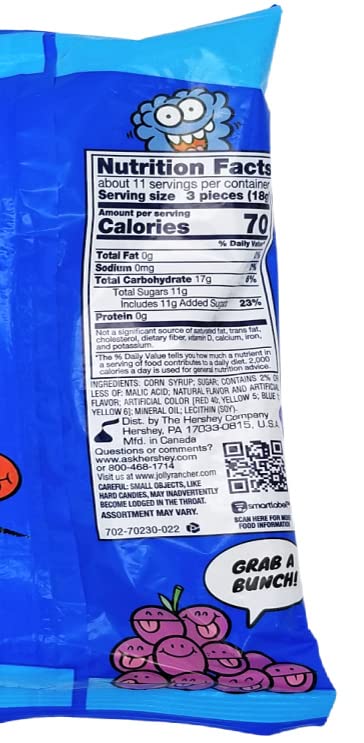 Nutrition Facts
about 11 servings per container
Serving size 3 pieces (18g
Amount per serving
Calories 70
% Daily Value
Total Fat 0g
Sodium 0mg
Total Carbohydrate 17g 6%
Total Sugars 11g
Includes 11g Added Sugar 23%
Protein 0g
Not a significant source of saturated fat, trans fat,
cholesterol, dietary fiber, vitamin D, calcium, iron,
and potassium.
*The % Daily Value tells you how much a nutrient in
a serving of food contributes to a daily diet. 2,000
calories a day is used for general nutrition advice.
INGREDIENTS: CORN SYRUP; SUGAR; CONTAINS 2% OR
LESS OF: MALIC ACID; NATURAL FLAVOR AND ARTIFICIAL
FLAVOR; ARTIFICIAL COLOR [RED 40; YELLOW 5; BLUE 1;
YELLOW 6]; MINERAL OIL; LECITHIN (SOY).
Dist. by The Hershey Company
Hershey, PA 17033-0815, U.S.A
Mfd. in Canada
Questions or comments?
www.askhershey.com
or 800-468-1714
Visit us at www.jollyrancher.com
CAREFUL: SMALL OBJECTS, LIKE
HARD CANDIES, MAY INADVERTENTLY
BECOME LODGED IN THE THROAT.
ASSORTMENT MAY VARY.
smartlabel
SCAN HERE FOR MORE
FOOD INFORMATION
702-70230-022
GRAB A
BUNCH!